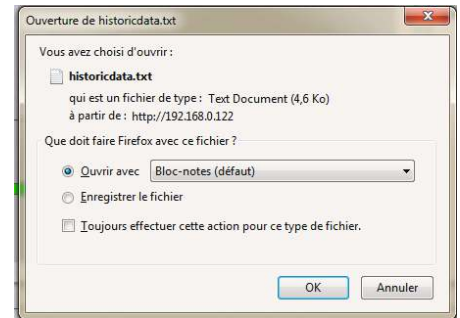 Ouverture de historicdata.txt
Vous avez choisi d'ouvrir :
historicdata.txt
qui est un fichier de type : Text Document (4,6 Ko)
à partir de : http://192.168.0.122
Que doit faire Firefox avec ce fichier ?
Ouvrir avec Bloc-notes (défaut)
Enregistrer le fichier
Toujours effectuer cette action pour ce type de fichier.
OK Annuler